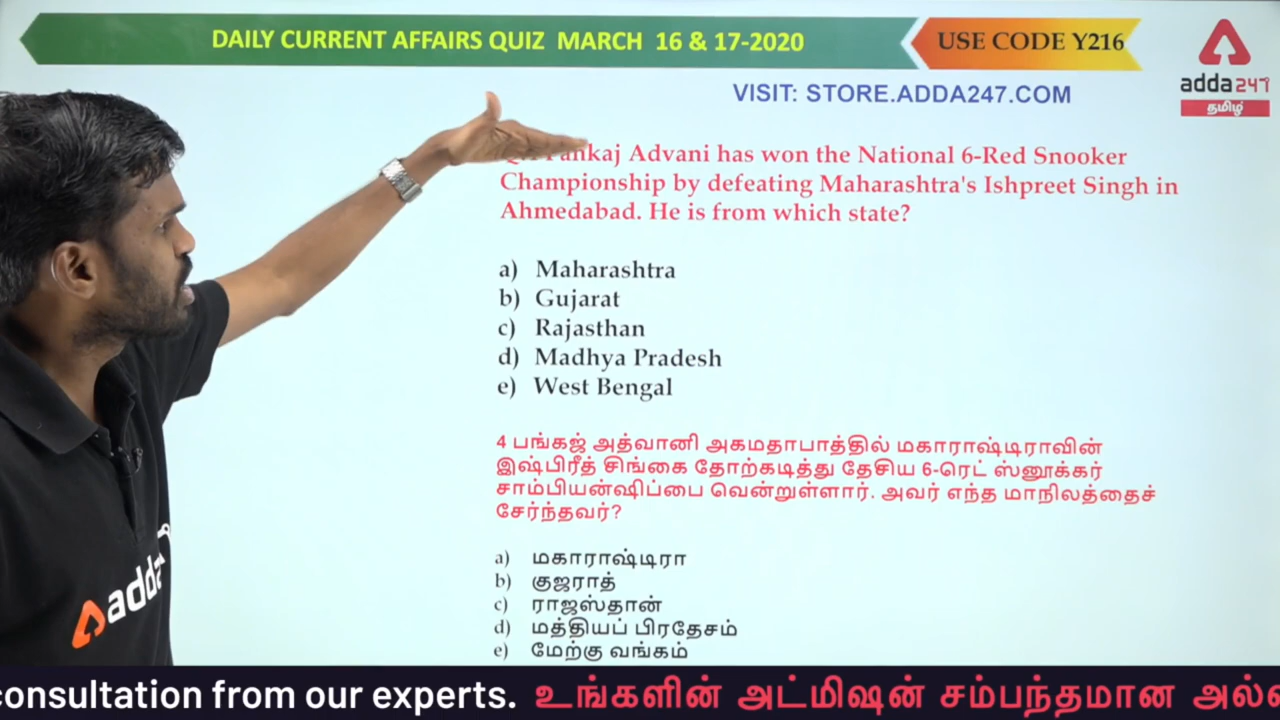 DAILY CURRENT AFFAIRS QUIZ MARCH 16 & 17-2020
USE CODE Y216
adda247
தமிழ்
VISIT: STORE.ADDA247.COM
Advani has won the National 6-Red Snooker
Championship by defeating Maharashtra's Ishpreet Singh in
Ahmedabad. He is from which state?
a) Maharashtra
b) Gujarat
c) Rajasthan
d) Madhya Pradesh
e) West Bengal
4 பங்கஜ் அத்வானி அகமதாபாத்தில் மகாராஷ்டிராவின்
இஷ்பிரீத் சிங்கை தோற்கடித்து தேசிய 6-ரெட் ஸ்னூக்கர்
சாம்பியன்ஷிப்பை வென்றுள்ளார். அவர் எந்த மாநிலத்தைச்
சேர்ந்தவர்?
a) மகாராஷ்டிரா
b) குஜராத்
c) ராஜஸ்தான்
d) மத்தியப் பிரதேசம்
e) மேற்கு வங்கம்
adda
consultation from our experts. உங்களின் அட்மிஷன் சம்பந்தமான